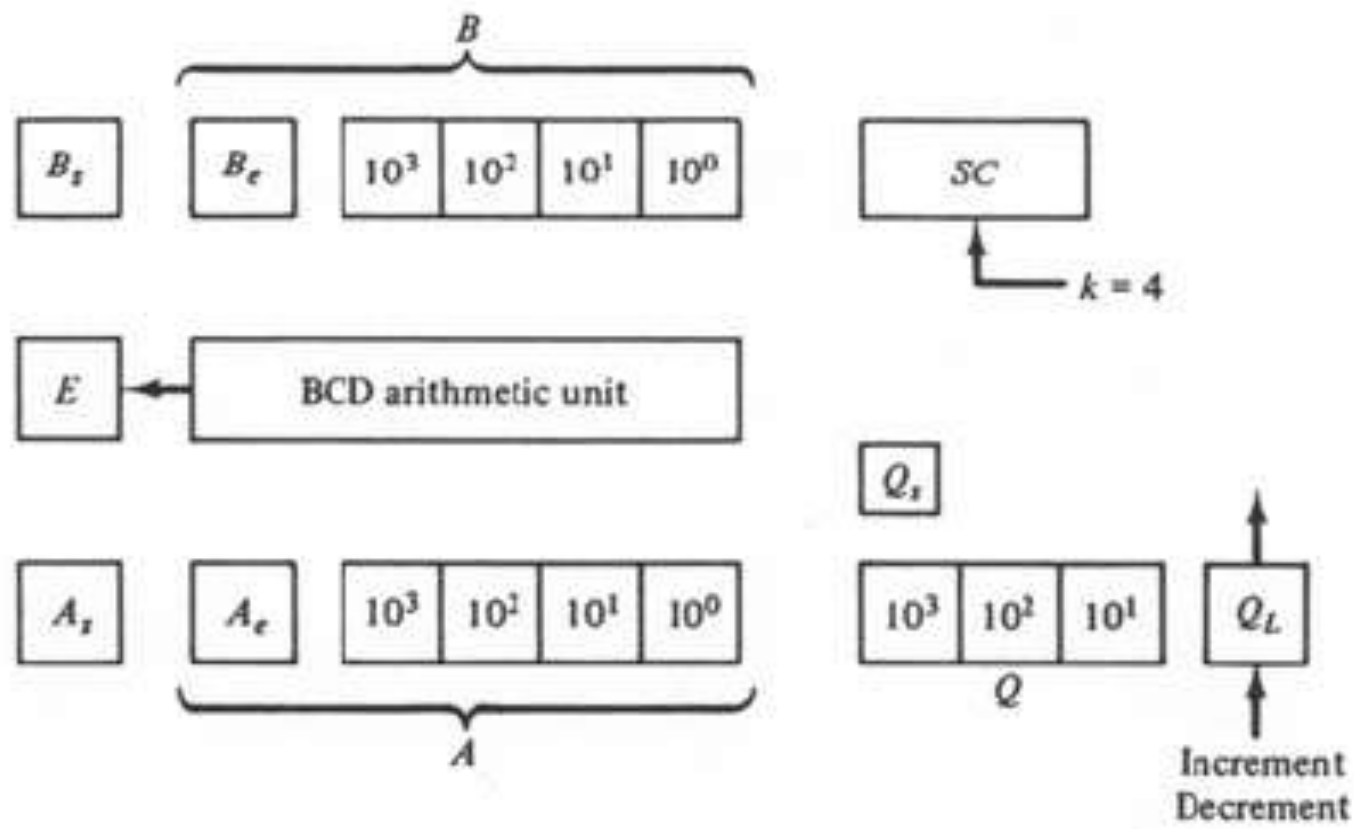 B
B_s B_e 10³ 10² 10¹ 10⁰ SC
k = 4
E BCD arithmetic unit
Q_s
A_s A_e 10³ 10² 10¹ 10⁰ 10³ 10² 10¹ Q_L
Q
A
Increment
Decrement